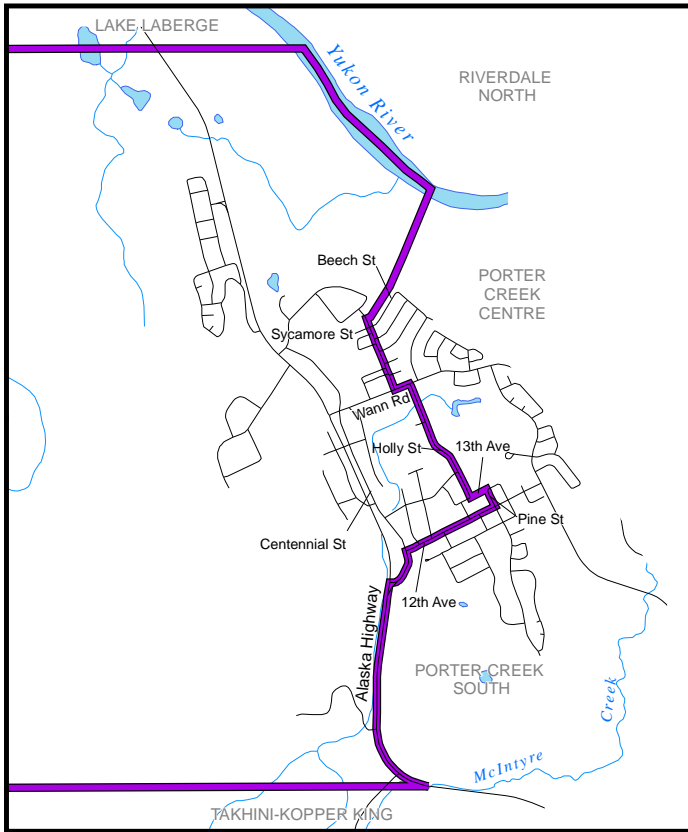 LAKE LABERGE
Yukon River
RIVERDALE
NORTH
Beech St
PORTER
CREEK
CENTRE
Sycamore St
Wann Rd
Holly St
13th Ave
Pine St
Centennial St
12th Ave
Alaska Highway
PORTER CREEK
SOUTH
McIntyre Creek
TAKHINI-KOPPER KING